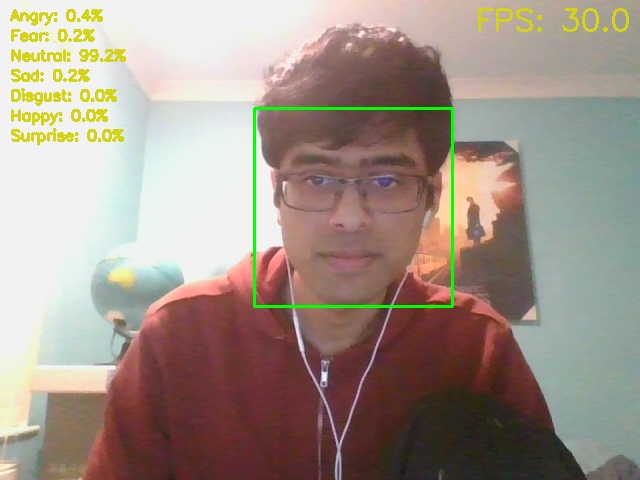 Angry: 0.4%
FPS: 30.0
Fear: 0.2%
Neutral: 99.2%
Sad: 0.2%
Disgust: 0.0%
Happy: 0.0%
Surprise: 0.0%